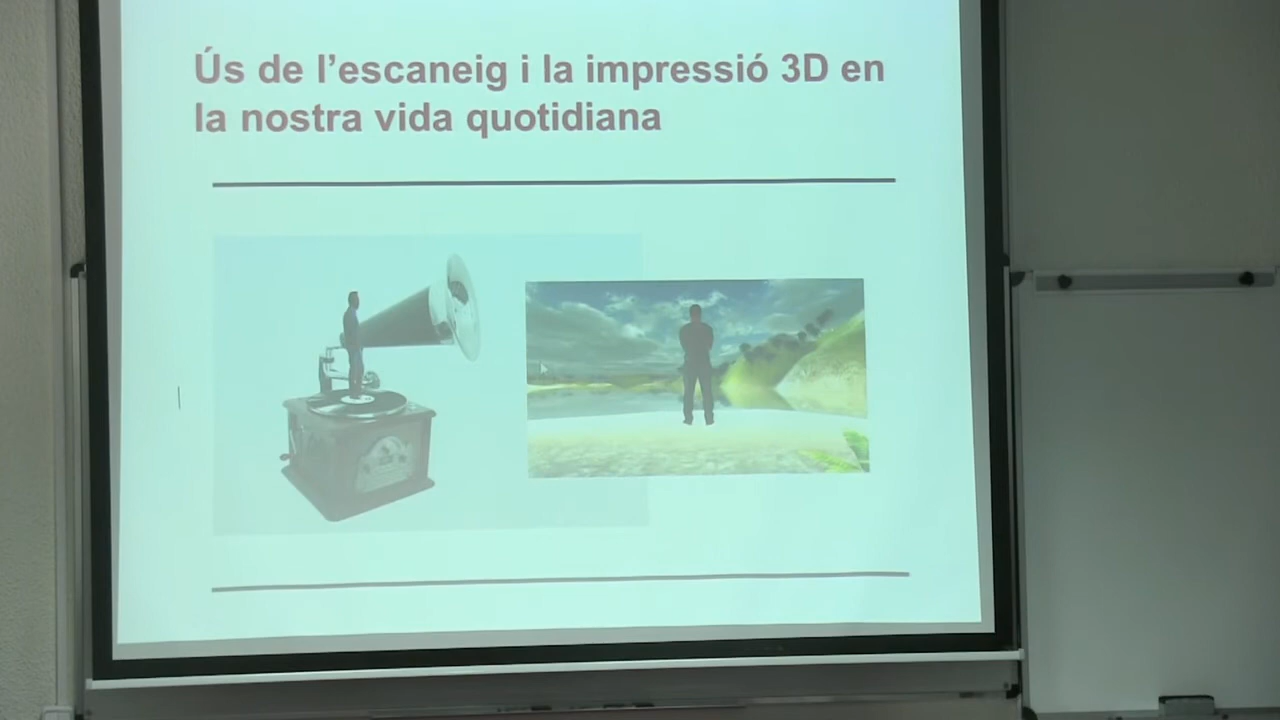 Ús de l’escaneig i la impressió 3D en
la nostra vida quotidiana